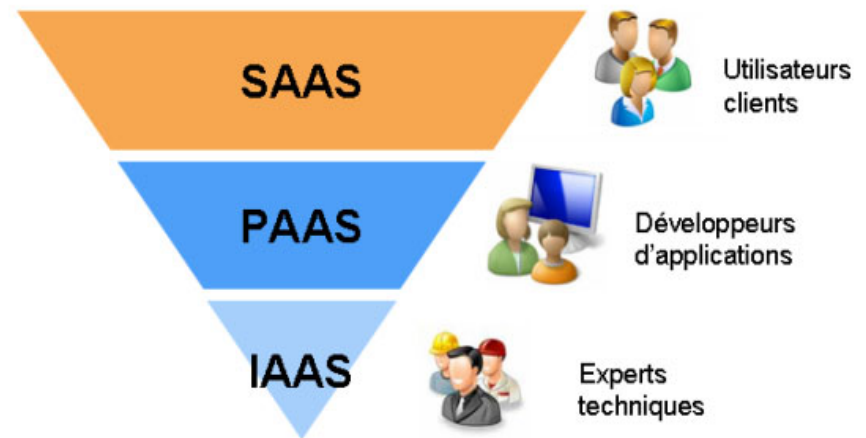 SAAS
Utilisateurs
clients
PAAS
Développeurs
d'applications
IAAS
Experts
techniques